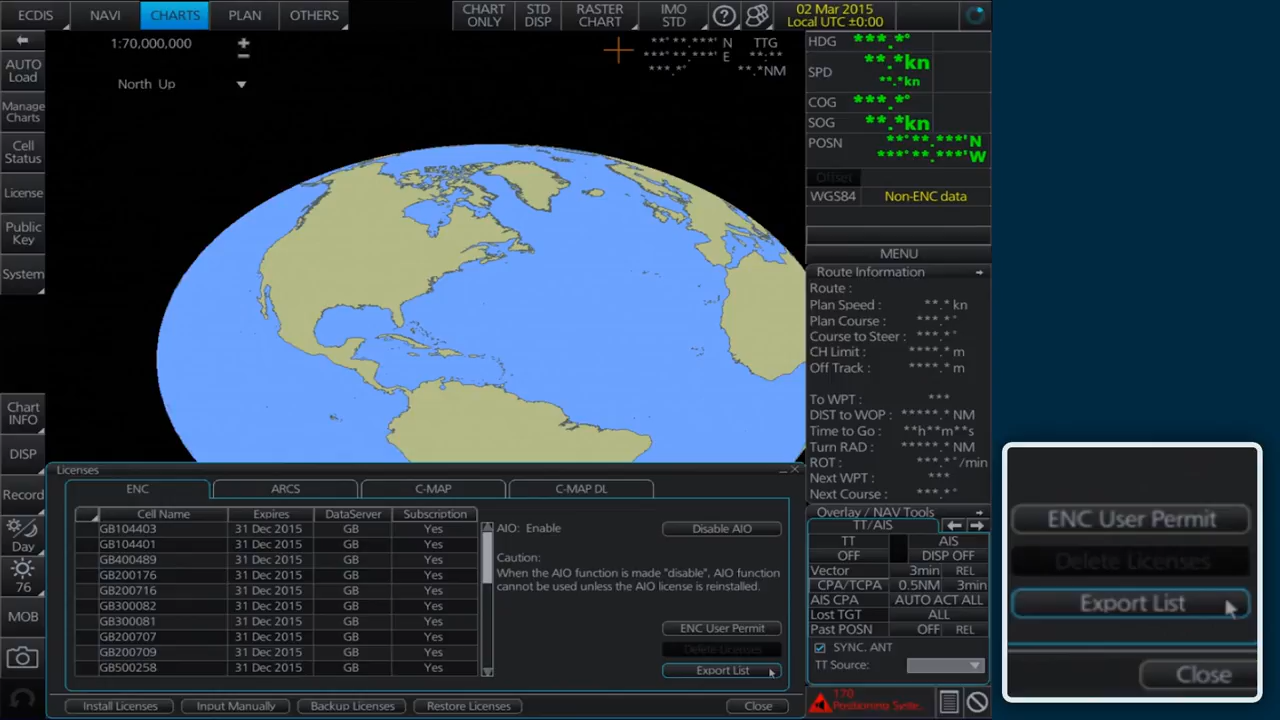 ECDIS NAVI CHARTS PLAN OTHERS CHART ONLY STD DISP RASTER CHART IMO STD ? 02 Mar 2015
Local UTC ±0:00
1:70,000,000 +
−
North Up
**°**.***' N TTG
***°**.***' E **:**
***.*° **.*NM
AIO Load
Manage Charts
Cell Status
License
Public Key
System
Chart INFO
DISP
Record
Day
76
MOB
HDG ***.*°
SPD **.*kn
**.*kn
COG ***.*°
SOG **.*kn
POSN **°**.***'N
***°**.***'W
Offset
WGS84 Non-ENC data
MENU
Route Information
Route :
Plan Speed : **.* kn
Plan Course : ***.*°
Course to Steer : ***.*°
CH Limit : ****.* m
Off Track : ****.* m
To WPT : ***
DIST to WOP : *****.* NM
Time to Go : **h**m**s
Turn RAD : *****.* NM
ROT : ***.*°/min
Next WPT : ***
Next Course : ***.*°
Overlay / NAV Tools
TT/AIS
TT AIS
OFF DISP OFF
Vector 3min REL
CPA/TCPA 0.5NM 3min
AIS CPA AUTO ACT ALL
Lost TGT ALL
Past POSN OFF REL
SYNC. ANT
TT Source:
170
Licenses
ENC ARCS C-MAP C-MAP DL
Cell Name Expires DataServer Subscription
GB104403 31 Dec 2015 GB Yes
GB104401 31 Dec 2015 GB Yes
GB400489 31 Dec 2015 GB Yes
GB200176 31 Dec 2015 GB Yes
GB200716 31 Dec 2015 GB Yes
GB300082 31 Dec 2015 GB Yes
GB360081 31 Dec 2015 GB Yes
GB200707 31 Dec 2015 GB Yes
GB200709 31 Dec 2015 GB Yes
GB500258 31 Dec 2015 GB Yes
AIO: Enable Disable AIO
Caution:
When the AIO function is made "disable", AIO function
cannot be used unless the AIO license is reinstalled.
ENC User Permit
Delete Licenses
Export List
Install Licenses Input Manually Backup Licenses Restore Licenses Close
ENC User Permit
Delete Licenses
Export List
Close